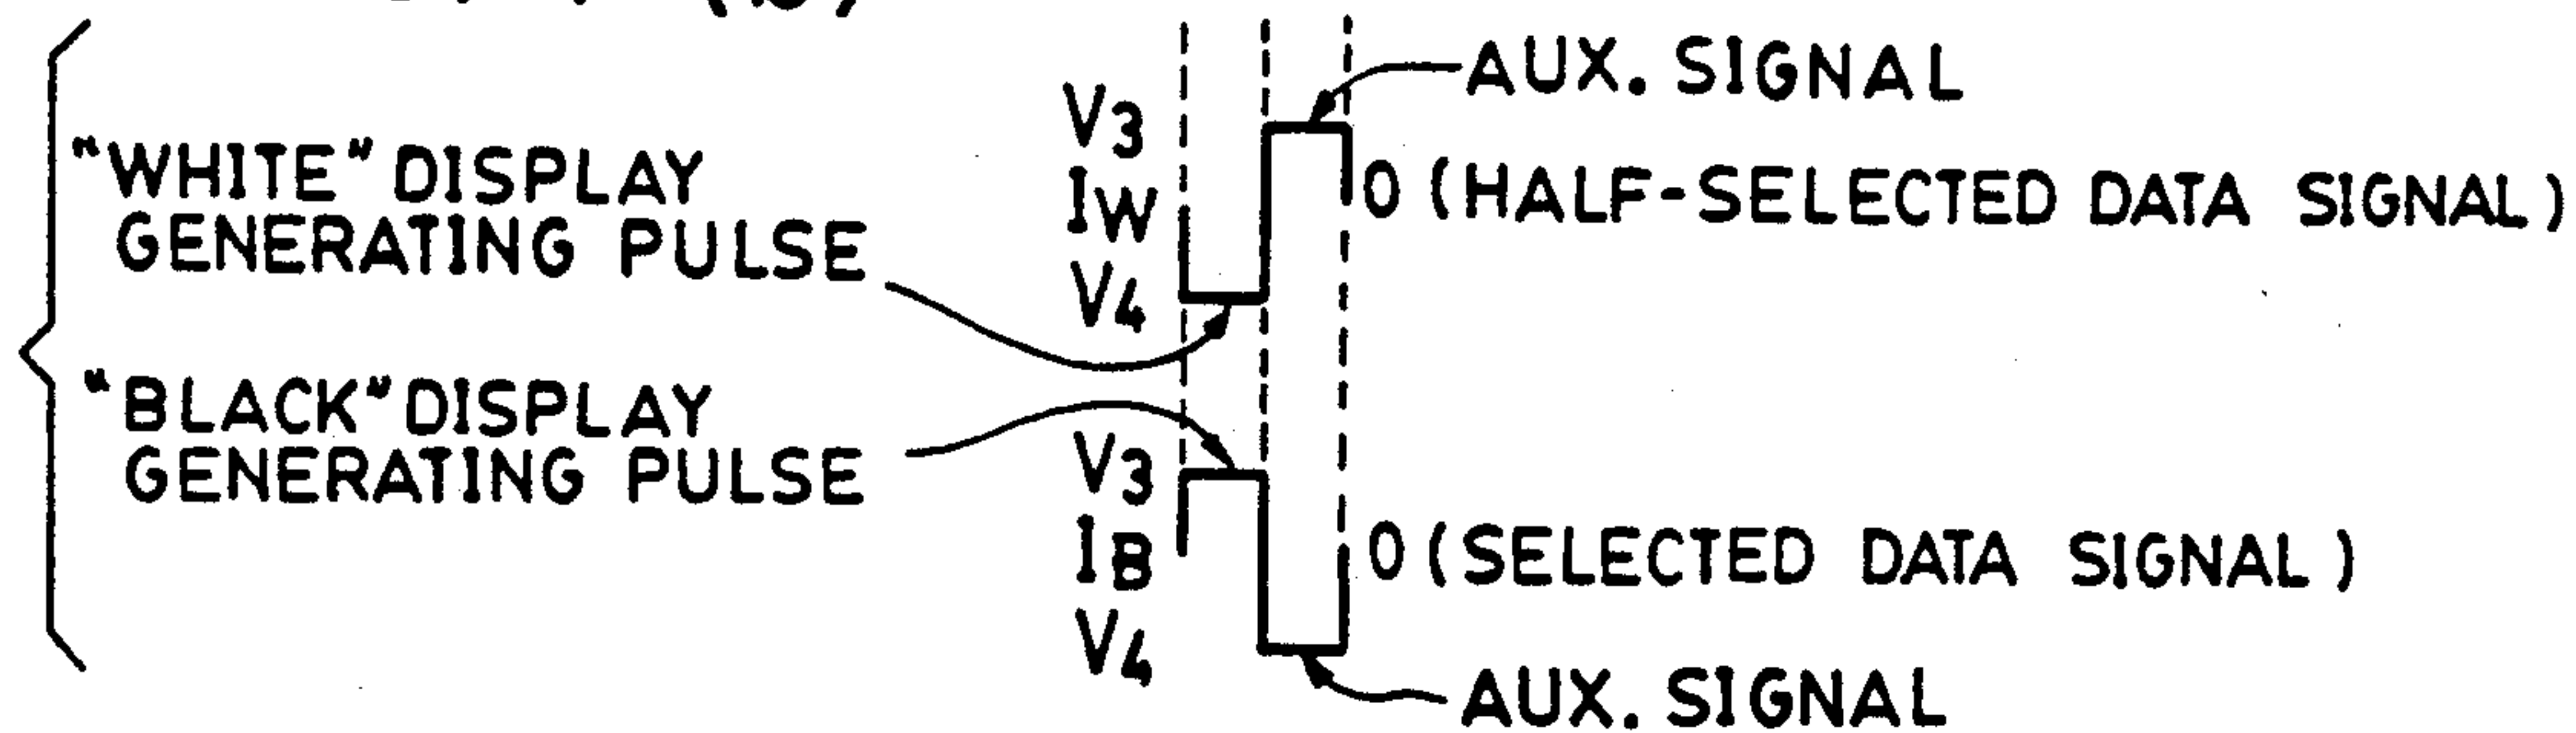 V3 AUX. SIGNAL
"WHITE" DISPLAY
GENERATING PULSE
IW 0 (HALF-SELECTED DATA SIGNAL)
V4
"BLACK" DISPLAY
GENERATING PULSE
V3
IB 0 (SELECTED DATA SIGNAL)
V4
AUX. SIGNAL